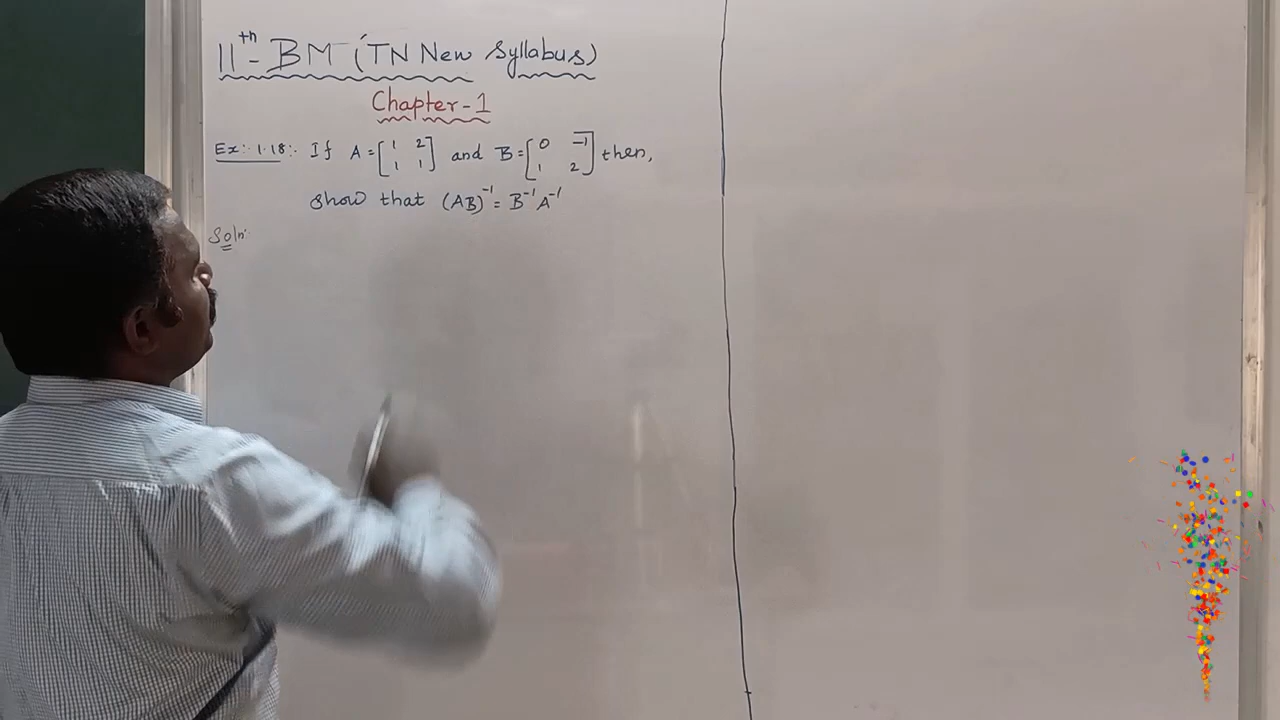 11th - BM (TN New Syllabus)
Chapter-1
Ex:-1.18:- If A = [1 2 1 1] and B = [0 -1 1 2] then,
show that (AB)⁻¹ = B⁻¹ A⁻¹
Soln: